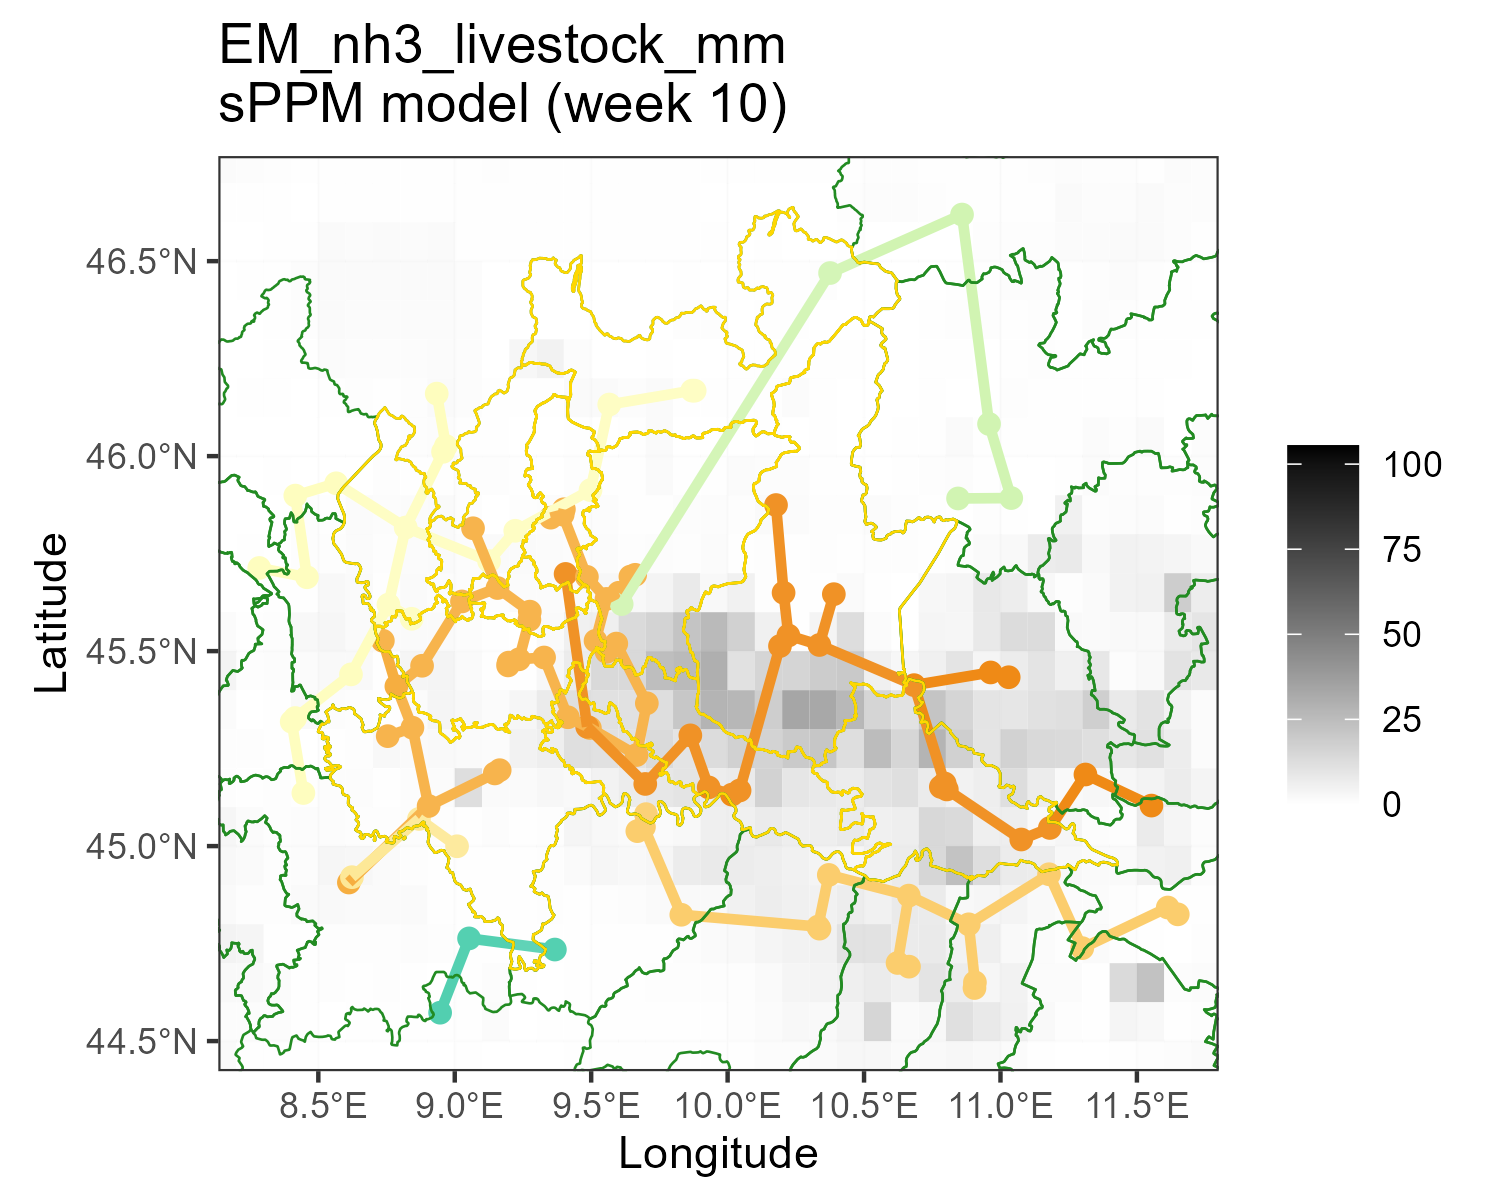 EM_nh3_livestock_mm
sPPM model (week 10)
46.5°N
46.0°N
45.5°N
45.0°N
44.5°N
Latitude
8.5°E 9.0°E 9.5°E 10.0°E 10.5°E 11.0°E 11.5°E
Longitude
100
75
50
25
0